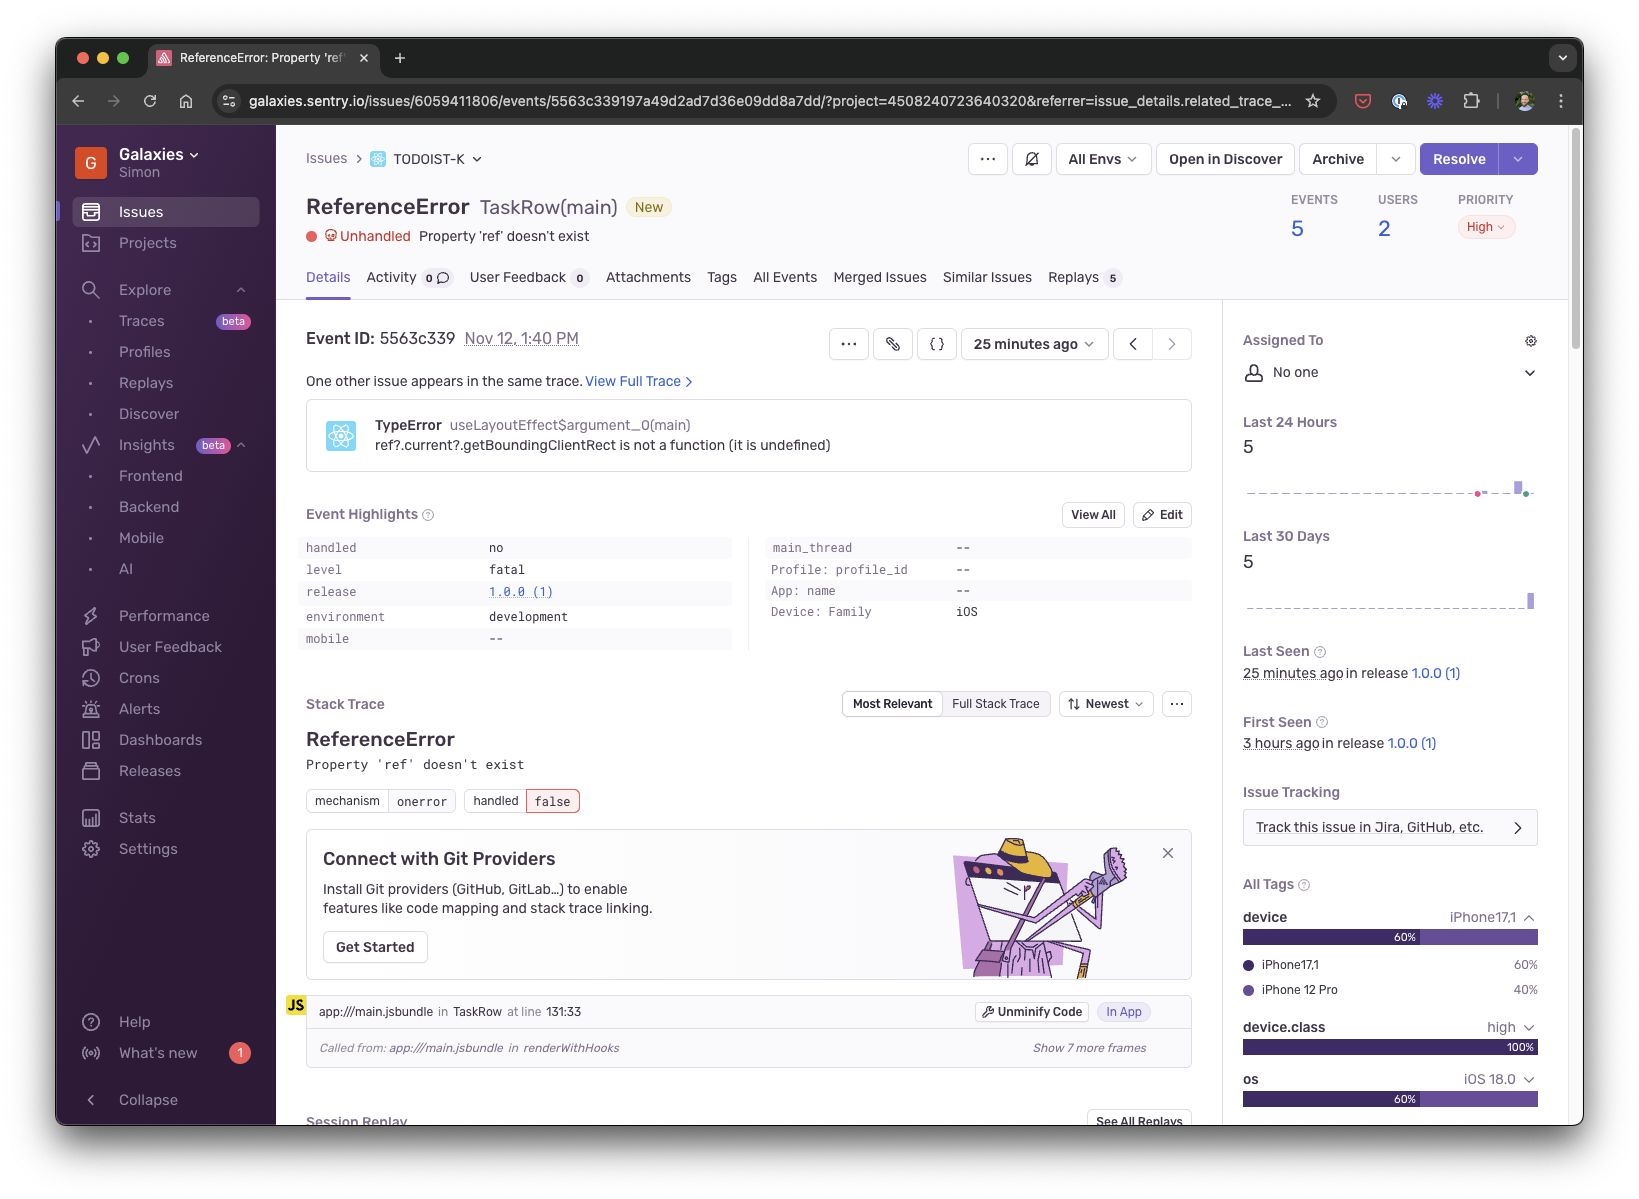 ReferenceError: Property 'ref'
galaxies.sentry.io/issues/6059411806/events/5563c339197a49d2ad7d36e09dd8a7dd/?project=4508240723640320&referrer=issue_details.related_trace_...
G
Galaxies
Simon
Issues
Projects
Explore
Traces beta
Profiles
Replays
Discover
Insights beta
Frontend
Backend
Mobile
AI
Performance
User Feedback
Crons
Alerts
Dashboards
Releases
Stats
Settings
Help
What's new 1
Collapse
Issues > TODOIST-K
All Envs
Open in Discover
Archive
Resolve
ReferenceError TaskRow(main) New
Unhandled Property 'ref' doesn't exist
EVENTS USERS PRIORITY
5 2 High
Details Activity 0 User Feedback 0 Attachments Tags All Events Merged Issues Similar Issues Replays 5
Event ID: 5563c339 Nov 12, 1:40 PM
25 minutes ago
One other issue appears in the same trace. View Full Trace
TypeError useLayoutEffect$argument_0(main)
ref?.current?.getBoundingClientRect is not a function (it is undefined)
Event Highlights
View All Edit
handled no
level fatal
release 1.0.0 (1)
environment development
mobile --
main_thread --
Profile: profile_id --
App: name --
Device: Family iOS
Stack Trace
Most Relevant Full Stack Trace Newest
ReferenceError
Property 'ref' doesn't exist
mechanism onerror handled false
Connect with Git Providers
Install Git providers (GitHub, GitLab…) to enable
features like code mapping and stack trace linking.
Get Started
JS
app:///main.jsbundle in TaskRow at line 131:33 Unminify Code In App
Called from: app:///main.jsbundle in renderWithHooks Show 7 more frames
Session Replay See All Replays
Assigned To
No one
Last 24 Hours
5
Last 30 Days
5
Last Seen
25 minutes ago in release 1.0.0 (1)
First Seen
3 hours ago in release 1.0.0 (1)
Issue Tracking
Track this issue in Jira, GitHub, etc.
All Tags
device iPhone17,1
60%
iPhone17,1 60%
iPhone 12 Pro 40%
device.class high
100%
os iOS 18.0
60%